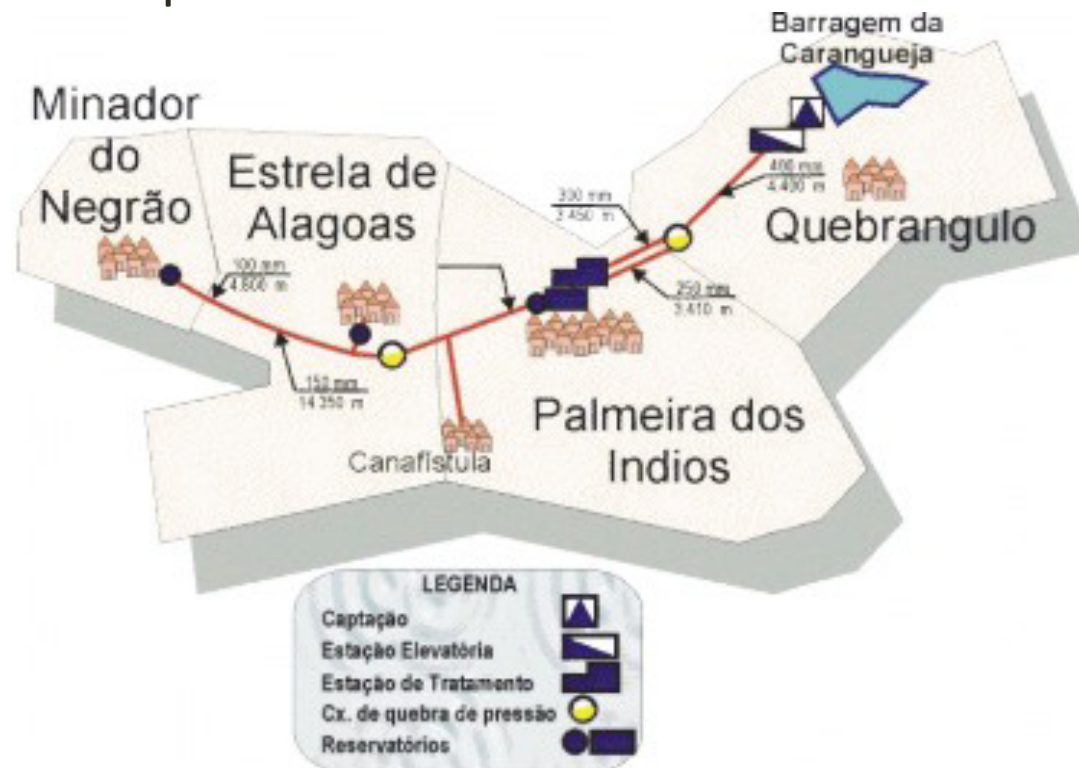 Barragem da
Carangueja
Minador
do
Negrão
Estrela de
Alagoas
400 mm
4.400 m
300 mm
3.450 m
Quebrangulo
100 mm
4.800 m
250 mm
3.410 m
150 mm
14.350 m
Palmeira dos
Indios
Canafístula
LEGENDA
Captação
Estação Elevatória
Estação de Tratamento
Cx. de quebra de pressão
Reservatórios